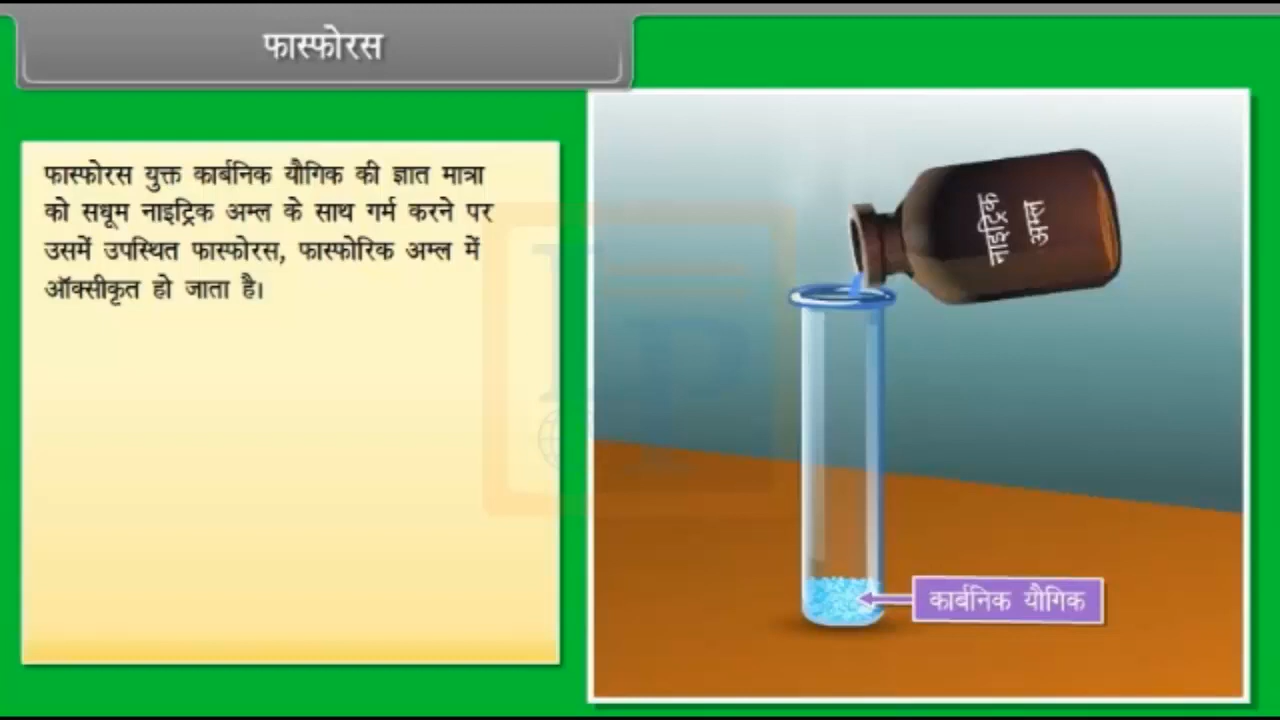 फास्फोरस
फास्फोरस युक्त कार्बनिक यौगिक की ज्ञात मात्रा
को सधूम नाइट्रिक अम्ल के साथ गर्म करने पर
उसमें उपस्थित फास्फोरस, फास्फोरिक अम्ल में
ऑक्सीकृत हो जाता है।
नाइट्रिक
अम्ल
कार्बनिक यौगिक